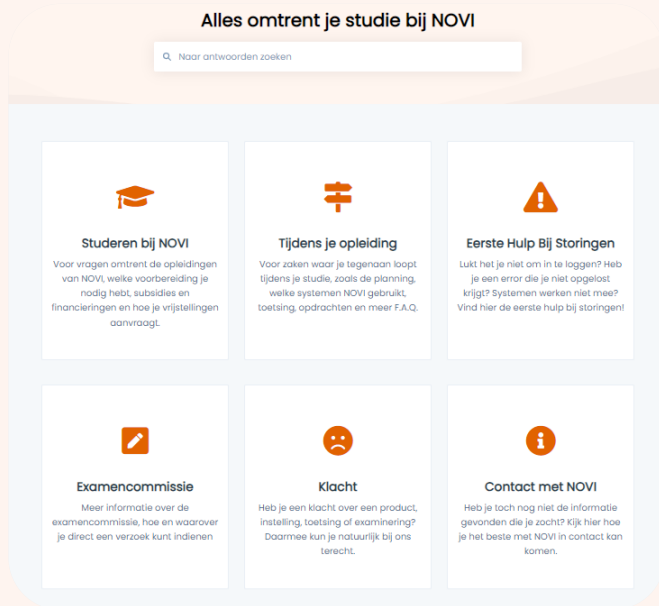 Alles omtrent je studie bij NOVI
Naar antwoorden zoeken
Studeren bij NOVI
Voor vragen omtrent de opleidingen
van NOVI, welke voorbereiding je
nodig hebt, subsidies en
financieringen en hoe je vrijstellingen
aanvraagt.
Tijdens je opleiding
Voor zaken waar je tegenaan loopt
tijdens je studie, zoals de planning,
welke systemen NOVI gebruikt,
toetsing, opdrachten en meer F.A.Q.
Eerste Hulp Bij Storingen
Lukt het je niet om in te loggen? Heb
je een error die je niet opgelost
krijgt? Systemen werken niet mee?
Vind hier de eerste hulp bij storingen!
Examencommissie
Meer informatie over de
examencommissie, hoe en waarover
je direct een verzoek kunt indienen
Klacht
Heb je een klacht over een product,
instelling, toetsing of examinering?
Daarmee kun je natuurlijk bij ons
terecht.
Contact met NOVI
Heb je toch nog niet de informatie
gevonden die je zocht? Kijk hier hoe
je het beste met NOVI in contact kan
komen.